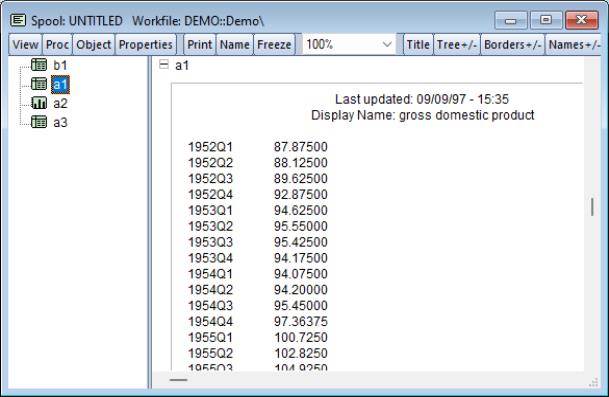 Spool: UNTITLED Workfile: DEMO::Demo\
View Proc Object Properties Print Name Freeze 100% Title Tree+/- Borders+/- Names+/-
b1
a1
a2
a3
a1
Last updated: 09/09/97 - 15:35
Display Name: gross domestic product
1952Q1 87.87500
1952Q2 88.12500
1952Q3 89.62500
1952Q4 92.87500
1953Q1 94.62500
1953Q2 95.55000
1953Q3 95.42500
1953Q4 94.17500
1954Q1 94.07500
1954Q2 94.20000
1954Q3 95.45000
1954Q4 97.36375
1955Q1 100.7250
1955Q2 102.8250
1955Q3 104.9250